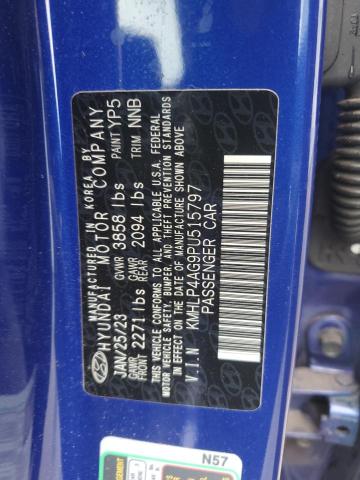 MANUFACTURED IN KOREA BY
HYUNDAI MOTOR COMPANY
JAN/25/23 GVWR 3858 lbs PAINT YP5
GAWR FRONT 2271 lbs GAWR REAR 2094 lbs TRIM NNB
THIS VEHICLE CONFORMS TO ALL APPLICABLE U.S.A. FEDERAL
MOTOR VEHICLE SAFETY, BUMPER, AND THEFT PREVENTION STANDARDS IN
EFFECT ON THE DATE OF MANUFACTURE SHOWN ABOVE.
V.I.N KMHLP4AG9PU515797
PASSENGER CAR
N57